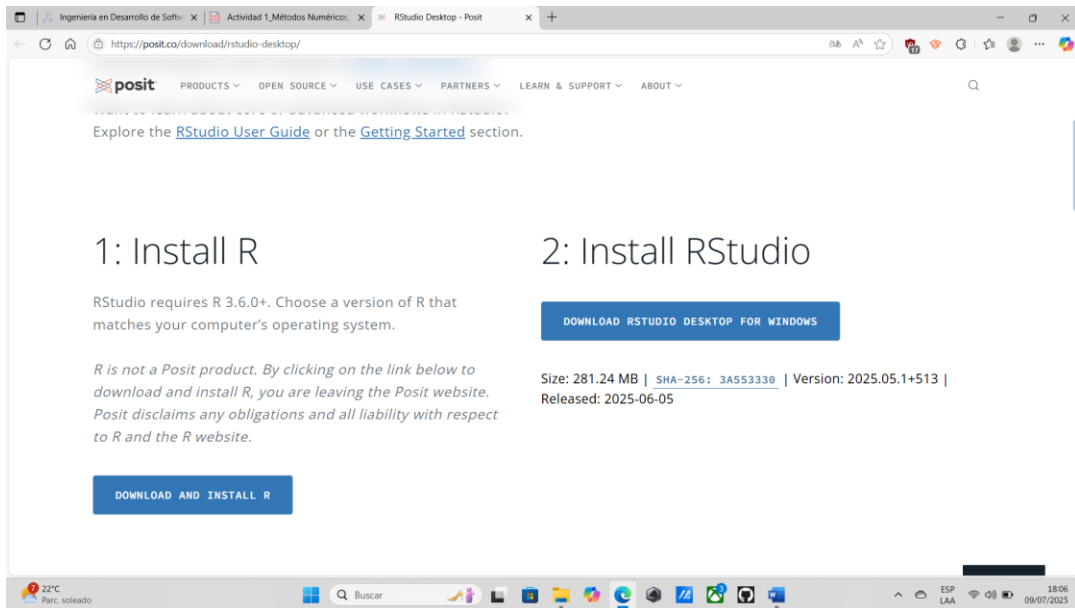 Ingeniería en Desarrollo de Softw
Actividad 1_Métodos Numéricos_
RStudio Desktop - Posit
https://posit.co/download/rstudio-desktop/
17
posit
PRODUCTS
OPEN SOURCE
USE CASES
PARTNERS
LEARN & SUPPORT
ABOUT
Explore the RStudio User Guide or the Getting Started section.
1: Install R
RStudio requires R 3.6.0+. Choose a version of R that
matches your computer's operating system.
R is not a Posit product. By clicking on the link below to
download and install R, you are leaving the Posit website.
Posit disclaims any obligations and all liability with respect
to R and the R website.
DOWNLOAD AND INSTALL R
2: Install RStudio
DOWNLOAD RSTUDIO DESKTOP FOR WINDOWS
Size: 281.24 MB | SHA-256: 3A553330 | Version: 2025.05.1+513 |
Released: 2025-06-05
7
22°C
Parc. soleado
Buscar
3
ESP
LAA
18:06
09/07/2025